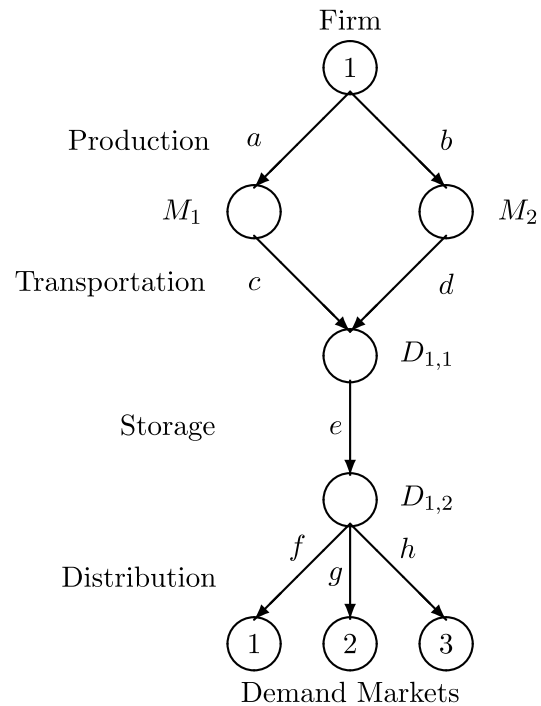 Firm
1
Production a b
M₁ M₂
Transportation c d
D₁,₁
Storage e
D₁,₂
f h
Distribution g
1 2 3
Demand Markets